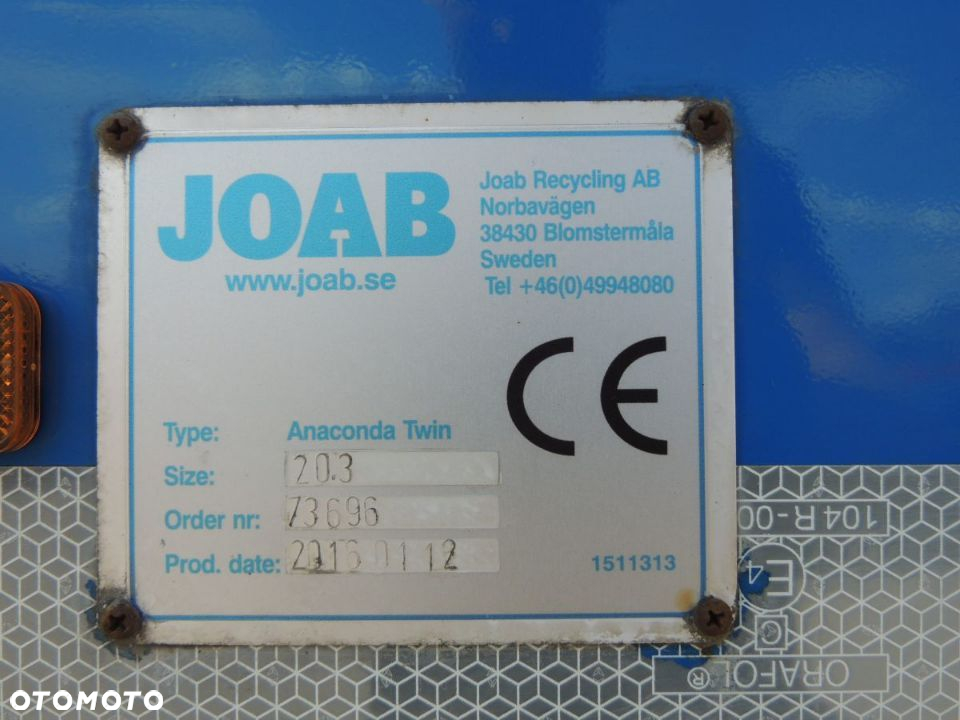 JOAB
www.joab.se
Joab Recycling AB
Norbavägen
38430 Blomstermåla
Sweden
Tel +46(0)49948080
CE
Type: Anaconda Twin
Size: 20.3
Order nr: 73696
Prod. date: 2016 01 12
1511313
104 R-00
E4
C
ORAFOL®
OTOMOTO